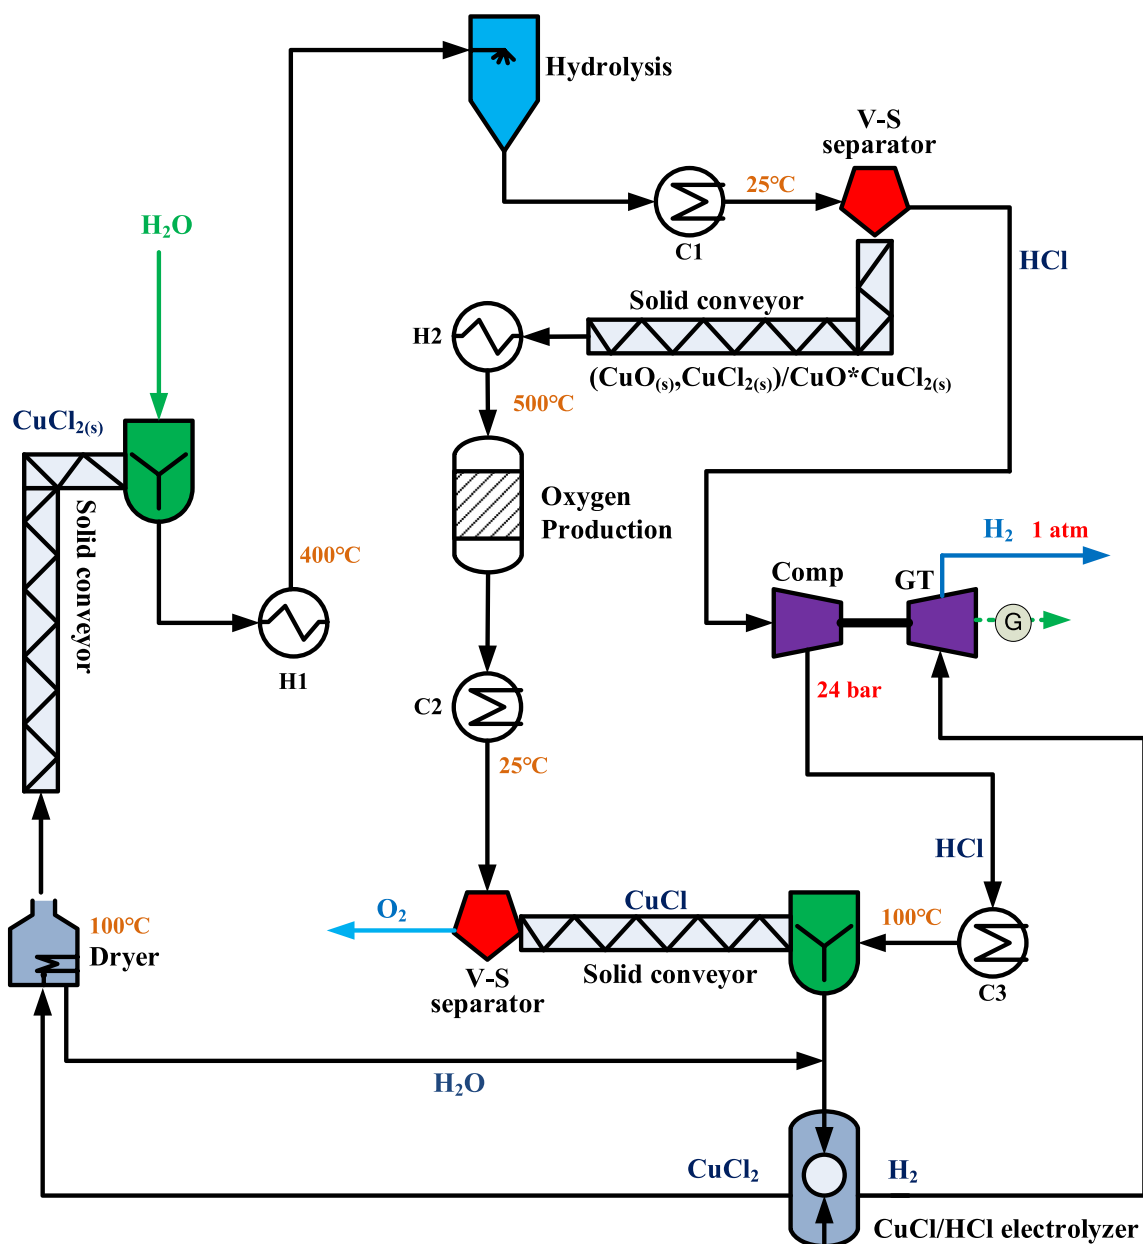 Hydrolysis
V-S
separator
25°C
C1
H₂O
HCl
Solid conveyor
H2
(CuO₍ₛ₎,CuCl₂₍ₛ₎)/CuO*CuCl₂₍ₛ₎
500°C
CuCl₂₍ₛ₎
Solid conveyor
Oxygen
Production
400°C
H₂ 1 atm
Comp
GT
G
H1
C2
24 bar
25°C
HCl
CuCl
O₂
100°C
100°C
Dryer
V-S
separator
Solid conveyor
C3
H₂O
CuCl₂
H₂
CuCl/HCl electrolyzer